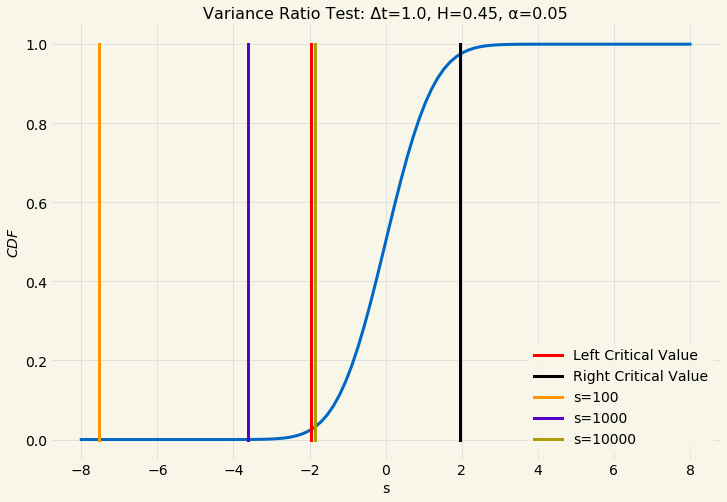 Variance Ratio Test: Δt=1.0, H=0.45, α=0.05
1.0
0.8
0.6
0.4
0.2
0.0
CDF
Left Critical Value
Right Critical Value
s=100
s=1000
s=10000
−8
−6
−4
−2
0
2
4
6
8
s